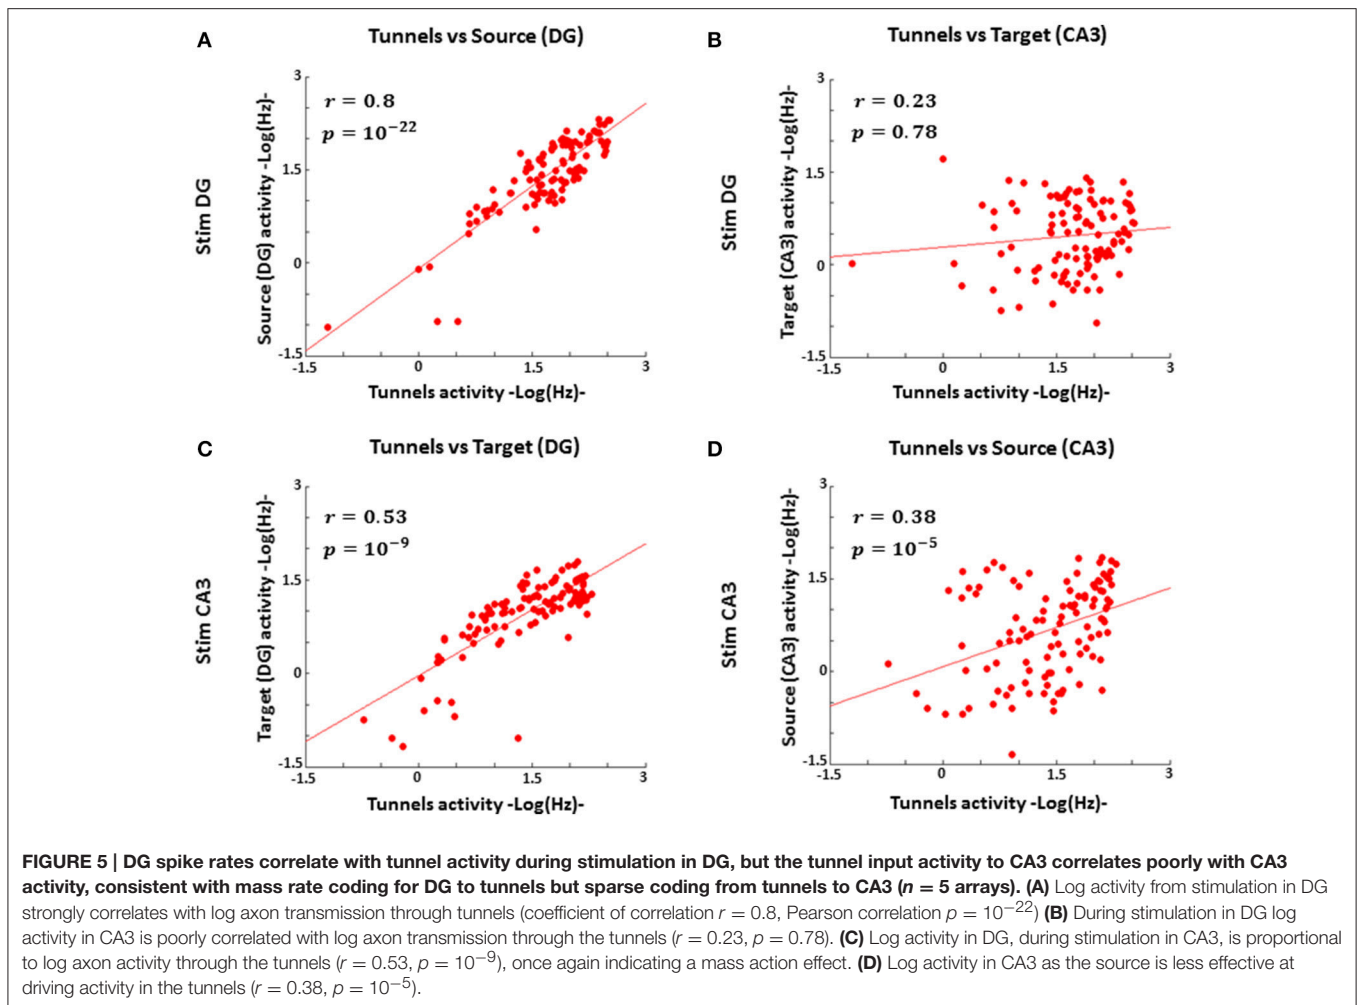 A
Tunnels vs Source (DG)
r = 0.8
p = 10⁻²²
Stim DG
Source (DG) activity -Log(Hz)-
3
1.5
0
-1.5
-1.5
0
1.5
3
Tunnels activity -Log(Hz)-
B
Tunnels vs Target (CA3)
r = 0.23
p = 0.78
Stim DG
Target (CA3) activity -Log(Hz)-
3
1.5
0
-1.5
-1.5
0
1.5
3
Tunnels activity -Log(Hz)-
C
Tunnels vs Target (DG)
r = 0.53
p = 10⁻⁹
Stim CA3
Target (DG) activity -Log(Hz)-
3
1.5
0
-1.5
-1.5
0
1.5
3
Tunnels activity -Log(Hz)-
D
Tunnels vs Source (CA3)
r = 0.38
p = 10⁻⁵
Stim CA3
Source (CA3) activity -Log(Hz)-
3
1.5
0
-1.5
-1.5
0
1.5
3
Tunnels activity -Log(Hz)-
FIGURE 5 | DG spike rates correlate with tunnel activity during stimulation in DG, but the tunnel input activity to CA3 correlates poorly with CA3
activity, consistent with mass rate coding for DG to tunnels but sparse coding from tunnels to CA3 (n = 5 arrays). (A) Log activity from stimulation in DG
strongly correlates with log axon transmission through tunnels (coefficient of correlation r = 0.8, Pearson correlation p = 10⁻²²) (B) During stimulation in DG log
activity in CA3 is poorly correlated with log axon transmission through the tunnels (r = 0.23, p = 0.78). (C) Log activity in DG, during stimulation in CA3, is proportional
to log axon activity through the tunnels (r = 0.53, p = 10⁻⁹), once again indicating a mass action effect. (D) Log activity in CA3 as the source is less effective at
driving activity in the tunnels (r = 0.38, p = 10⁻⁵).